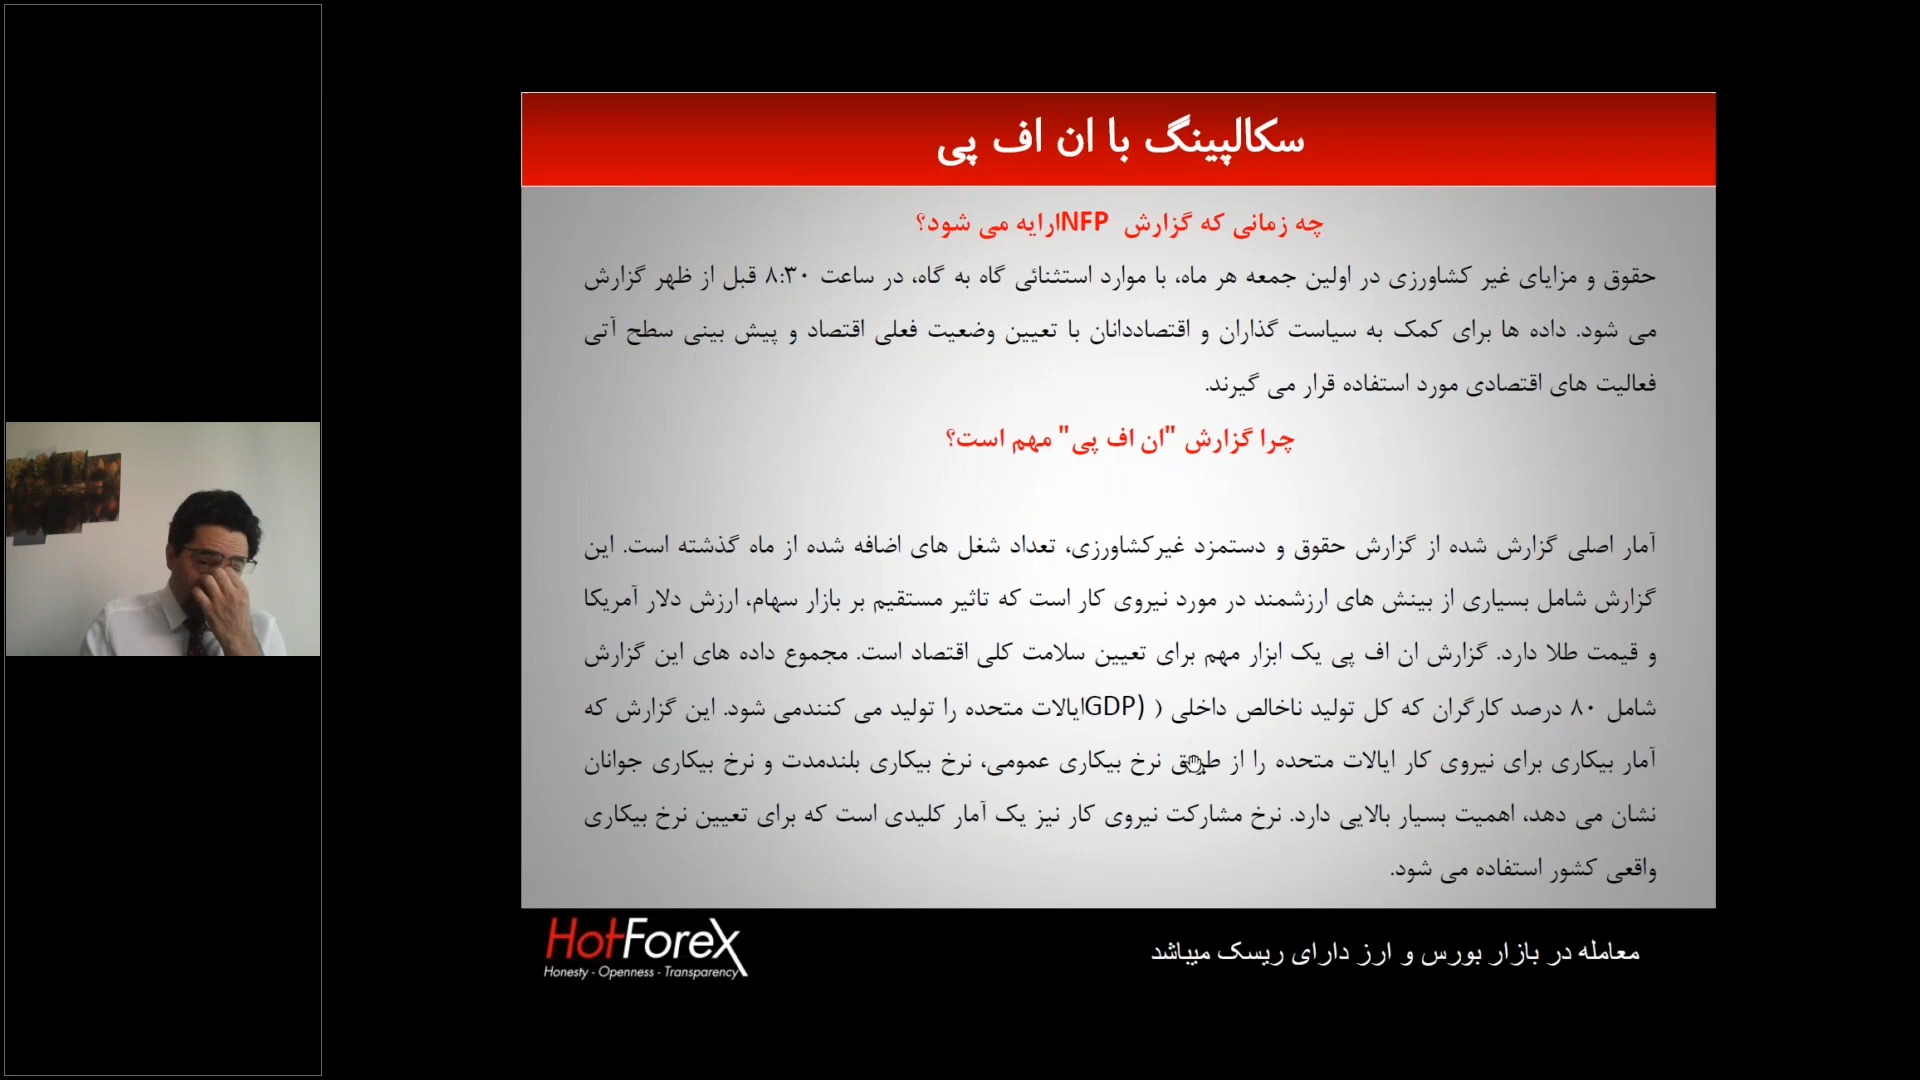 سکالپینگ با ان اف پی
چه زمانی که گزارش NFPارایه می شود؟
حقوق و مزایای غیر کشاورزی در اولین جمعه هر ماه، با موارد استثنائی گاه به گاه، در ساعت ۸:۳۰ قبل از ظهر گزارش
می شود. داده ها برای کمک به سیاست گذاران و اقتصاددانان با تعیین وضعیت فعلی اقتصاد و پیش بینی سطح آتی
فعالیت های اقتصادی مورد استفاده قرار می گیرند.
چرا گزارش "ان اف پی" مهم است؟
آمار اصلی گزارش شده از گزارش حقوق و دستمزد غیرکشاورزی، تعداد شغل های اضافه شده از ماه گذشته است. این
گزارش شامل بسیاری از بینش های ارزشمند در مورد نیروی کار است که تاثیر مستقیم بر بازار سهام، ارزش دلار آمریکا
و قیمت طلا دارد. گزارش ان اف پی یک ابزار مهم برای تعیین سلامت کلی اقتصاد است. مجموع داده های این گزارش
شامل ۸۰ درصد کارگران که کل تولید ناخالص داخلی ( (GDPایالات متحده را تولید می کنندمی شود. این گزارش که
آمار بیکاری برای نیروی کار ایالات متحده را از طریق نرخ بیکاری عمومی، نرخ بیکاری بلندمدت و نرخ بیکاری جوانان
نشان می دهد، اهمیت بسیار بالایی دارد. نرخ مشارکت نیروی کار نیز یک آمار کلیدی است که برای تعیین نرخ بیکاری
واقعی کشور استفاده می شود.
HotForex
Honesty - Openness - Transparency
معامله در بازار بورس و ارز دارای ریسک میباشد